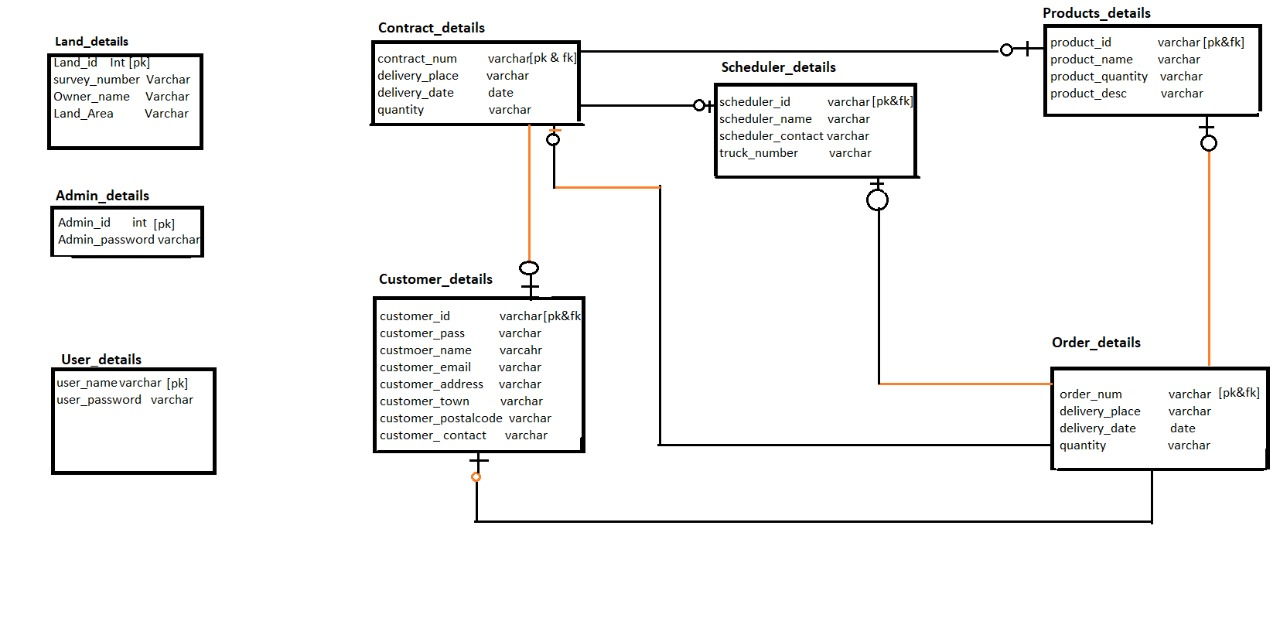 Land_details
Land_id Int [pk]
survey_number Varchar
Owner_name Varchar
Land_Area Varchar
Admin_details
Admin_id int [pk]
Admin_password varchar
User_details
user_name varchar [pk]
user_password varchar
Contract_details
contract_num varchar[pk & fk]
delivery_place varchar
delivery_date date
quantity varchar
Customer_details
customer_id varchar[pk&fk
customer_pass varchar
custmoer_name varcahr
customer_email varchar
customer_address varchar
customer_town varchar
customer_postalcode varchar
customer_ contact varchar
Scheduler_details
scheduler_id varchar[pk&fk]
scheduler_name varchar
scheduler_contact varchar
truck_number varchar
Products_details
product_id varchar[pk&fk]
product_name varchar
product_quantity varchar
product_desc varchar
Order_details
order_num varchar [pk&fk]
delivery_place varchar
delivery_date date
quantity varchar